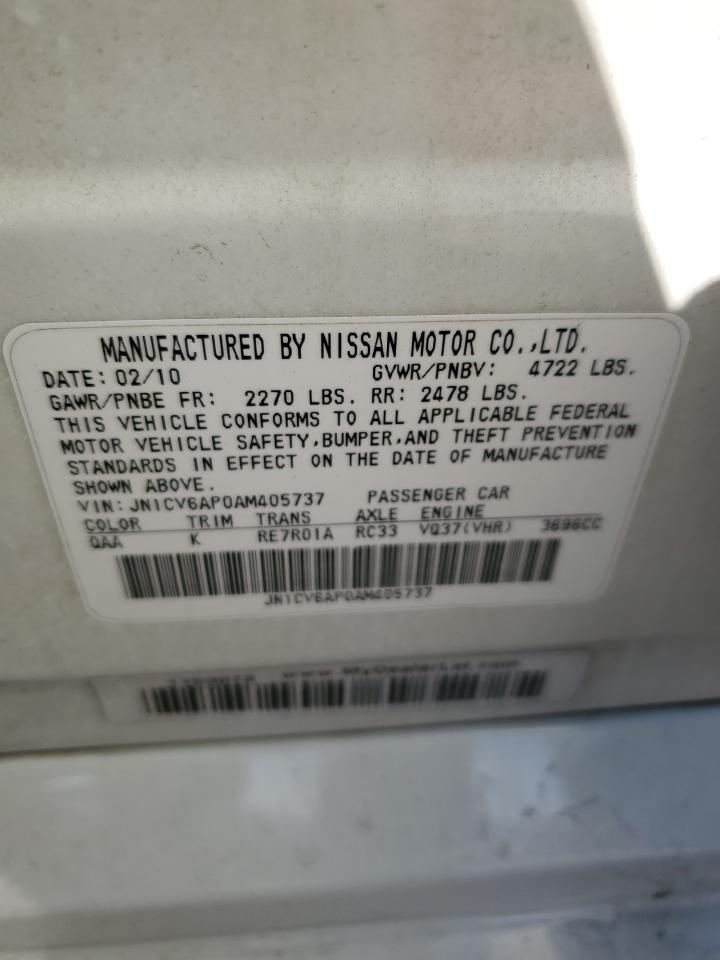 MANUFACTURED BY NISSAN MOTOR CO.,LTD.
DATE: 02/10 GVWR/PNBV: 4722 LBS.
GAWR/PNBE FR: 2270 LBS. RR: 2478 LBS.
THIS VEHICLE CONFORMS TO ALL APPLICABLE FEDERAL
MOTOR VEHICLE SAFETY,BUMPER,AND THEFT PREVENTION
STANDARDS IN EFFECT ON THE DATE OF MANUFACTURE
SHOWN ABOVE.
VIN: JN1CV6AP0AM405737 PASSENGER CAR
COLOR TRIM TRANS AXLE ENGINE
QAA K RE7R01A RC33 VQ37(VHR) 3696CC
JN1CV6AP0AM405737
www.MyDealerLot.com